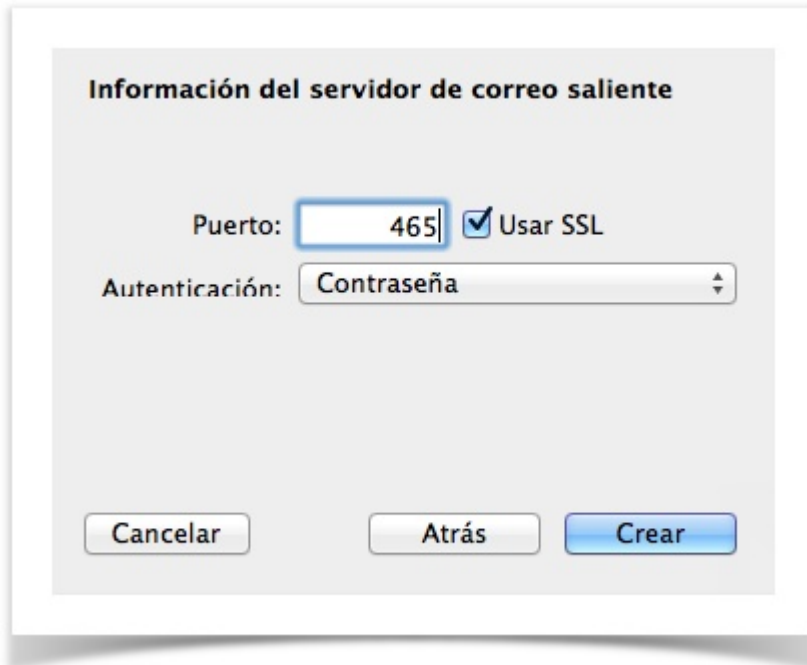 Información del servidor de correo saliente
Puerto: 465 Usar SSL
Autenticación: Contraseña
Cancelar Atrás Crear